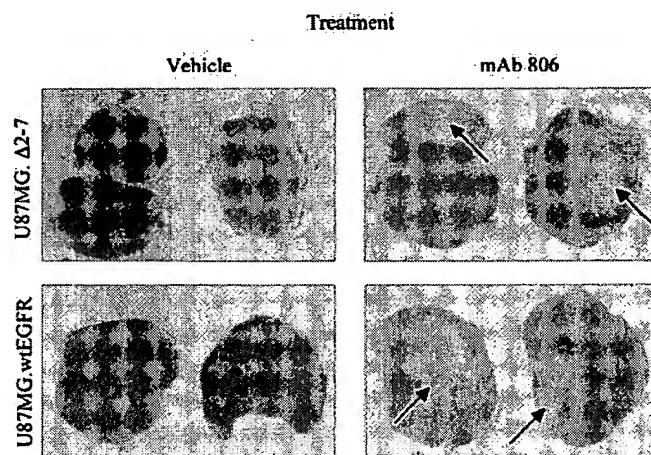 Treatment
Vehicle
mAb 806
U87MG. Δ2-7
U87MG.wtEGFR